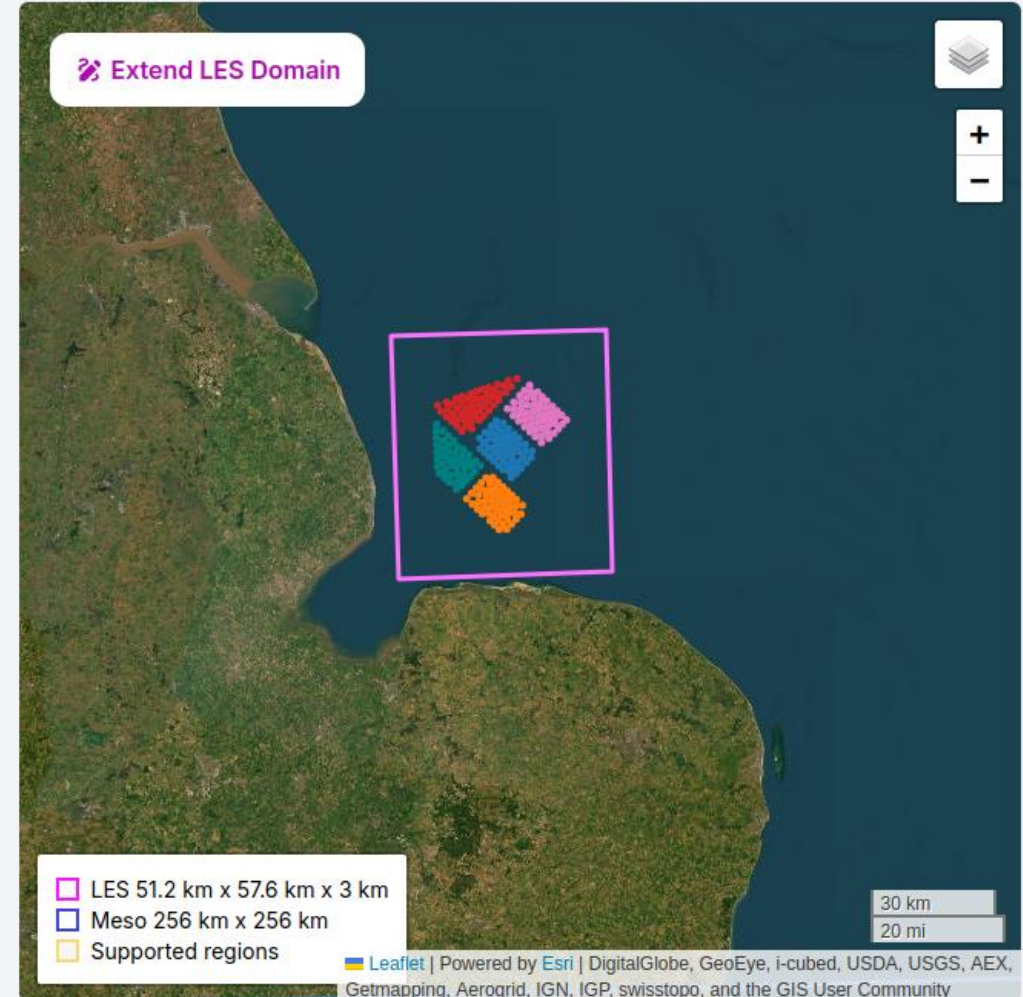 Extend LES Domain
+
−
LES 51.2 km x 57.6 km x 3 km
Meso 256 km x 256 km
Supported regions
30 km
20 mi
Leaflet | Powered by Esri | DigitalGlobe, GeoEye, i-cubed, USDA, USGS, AEX,
Getmapping, Aerogrid, IGN, IGP, swisstopo, and the GIS User Community